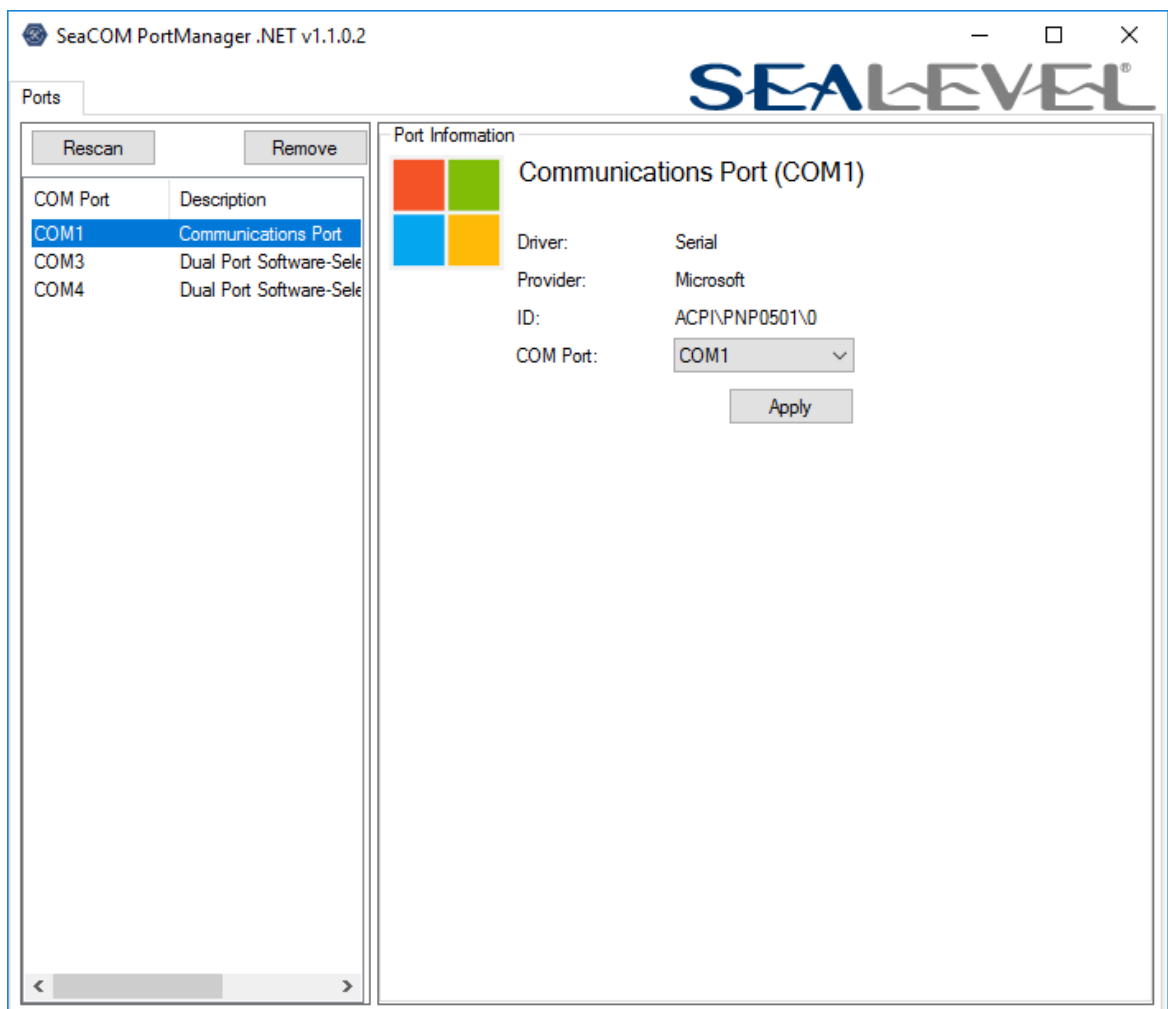 SeaCOM PortManager .NET v1.1.0.2
SEALEVEL®
Ports
Rescan
Remove
COM Port Description
COM1 Communications Port
COM3 Dual Port Software-Sele
COM4 Dual Port Software-Sele
Port Information
Communications Port (COM1)
Driver: Serial
Provider: Microsoft
ID: ACPI\PNP0501\0
COM Port: COM1
Apply